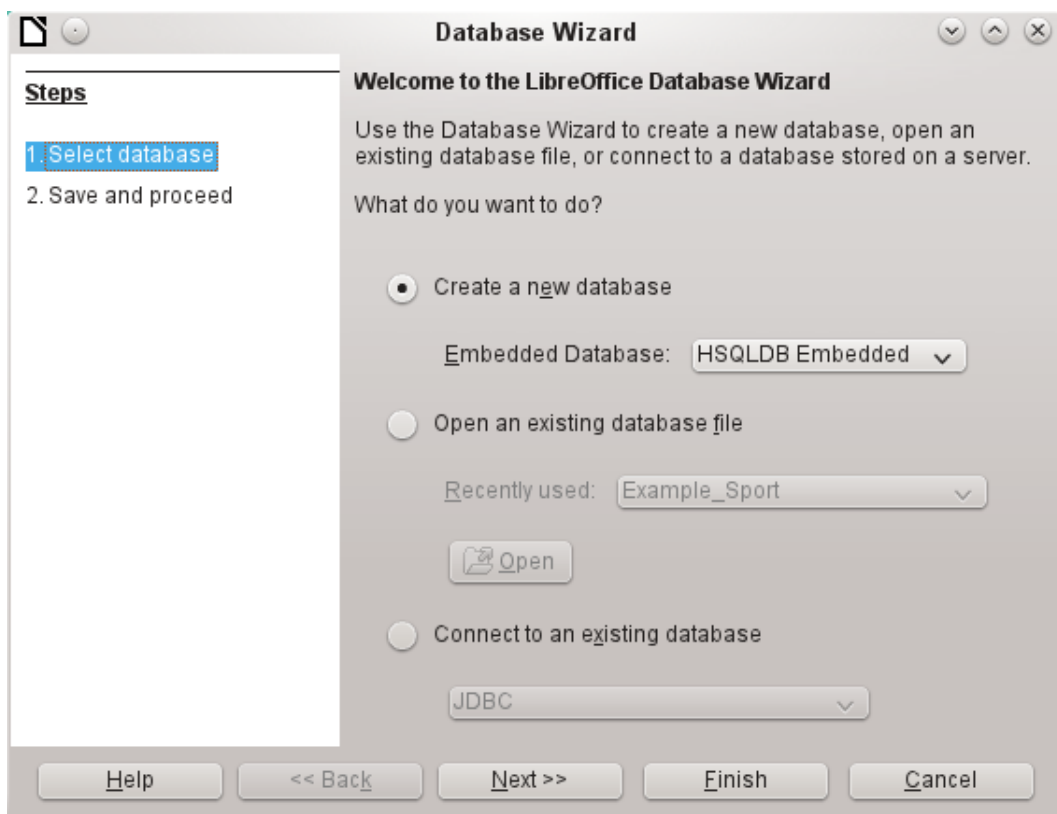 Database Wizard
Steps
1. Select database
2. Save and proceed
Welcome to the LibreOffice Database Wizard
Use the Database Wizard to create a new database, open an
existing database file, or connect to a database stored on a server.
What do you want to do?
Create a new database
Embedded Database: HSQLDB Embedded
Open an existing database file
Recently used: Example_Sport
Open
Connect to an existing database
JDBC
Help << Back Next >> Finish Cancel